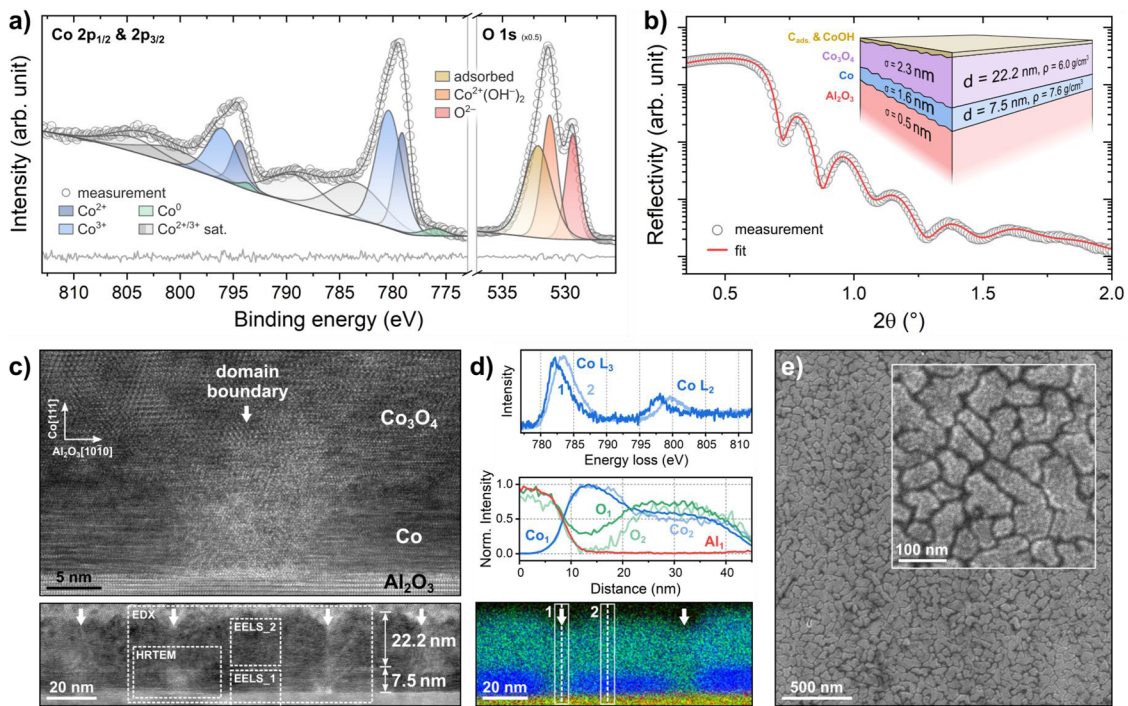 a)
Co 2p1/2 & 2p3/2
O 1s (x0.5)
adsorbed
Co2+(OH−)2
O2−
measurement
Co2+
Co0
Co3+
Co2+/3+ sat.
Intensity (arb. unit)
810 805 800 795 790 785 780 775 535 530
Binding energy (eV)
b)
Cads. & CoOH
Co3O4
Co
Al2O3
σ = 2.3 nm
d = 22.2 nm, ρ = 6.0 g/cm3
σ = 1.6 nm
d = 7.5 nm, ρ = 7.6 g/cm3
σ = 0.5 nm
measurement
fit
Reflectivity (arb. unit)
0.5 1.0 1.5 2.0
2θ (°)
c)
domain
boundary
Co3O4
Co[111]
Al2O3[101̄0]
Co
5 nm
Al2O3
EDX
EELS_2
HRTEM
EELS_1
22.2 nm
7.5 nm
20 nm
d)
Intensity
Co L3
1 2
Co L2
780 785 790 795 800 805 810
Energy loss (eV)
Norm. Intensity
1.0
0.5
0.0
Co1
O1
O2
Co2
Al1
0 10 20 30 40
Distance (nm)
1 2
20 nm
e)
100 nm
500 nm